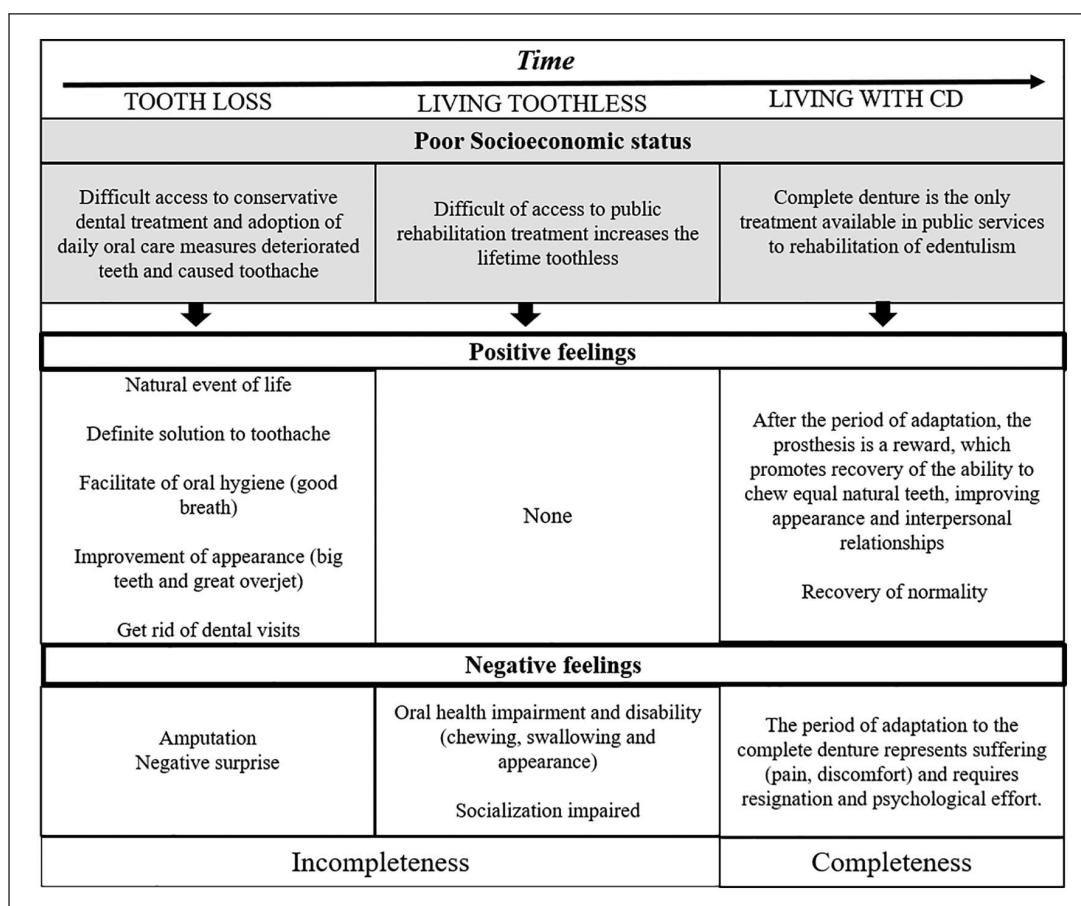 Time
TOOTH LOSS
LIVING TOOTHLESS
LIVING WITH CD
Poor Socioeconomic status
Difficult access to conservative
dental treatment and adoption of
daily oral care measures deteriorated
teeth and caused toothache
Difficult of access to public
rehabilitation treatment increases the
lifetime toothless
Complete denture is the only
treatment available in public services
to rehabilitation of edentulism
Positive feelings
Natural event of life
Definite solution to toothache
Facilitate of oral hygiene (good
breath)
Improvement of appearance (big
teeth and great overjet)
Get rid of dental visits
None
After the period of adaptation, the
prosthesis is a reward, which
promotes recovery of the ability to
chew equal natural teeth, improving
appearance and interpersonal
relationships
Recovery of normality
Negative feelings
Amputation
Negative surprise
Oral health impairment and disability
(chewing, swallowing and
appearance)
Socialization impaired
The period of adaptation to the
complete denture represents suffering
(pain, discomfort) and requires
resignation and psychological effort.
Incompleteness
Completeness